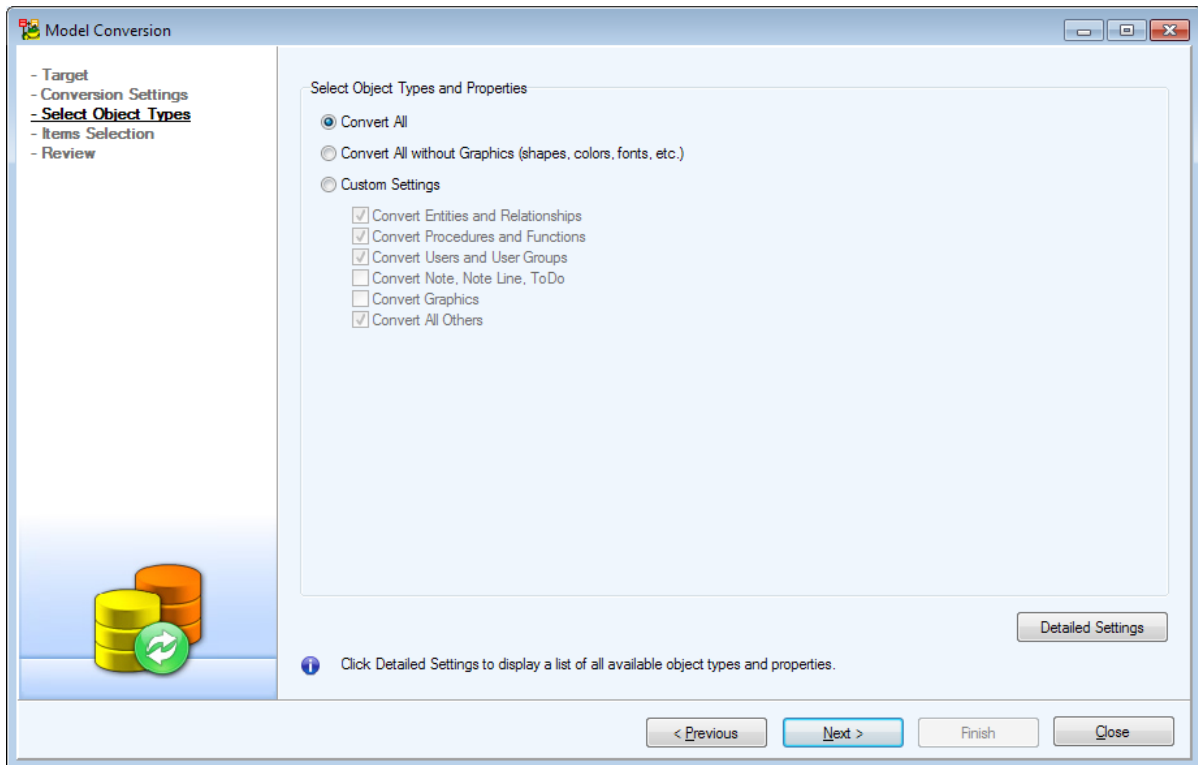 Model Conversion
- Target
- Conversion Settings
- Select Object Types
- Items Selection
- Review
Select Object Types and Properties
Convert All
Convert All without Graphics (shapes, colors, fonts, etc.)
Custom Settings
Convert Entities and Relationships
Convert Procedures and Functions
Convert Users and User Groups
Convert Note, Note Line, ToDo
Convert Graphics
Convert All Others
Detailed Settings
Click Detailed Settings to display a list of all available object types and properties.
< Previous
Next >
Finish
Close